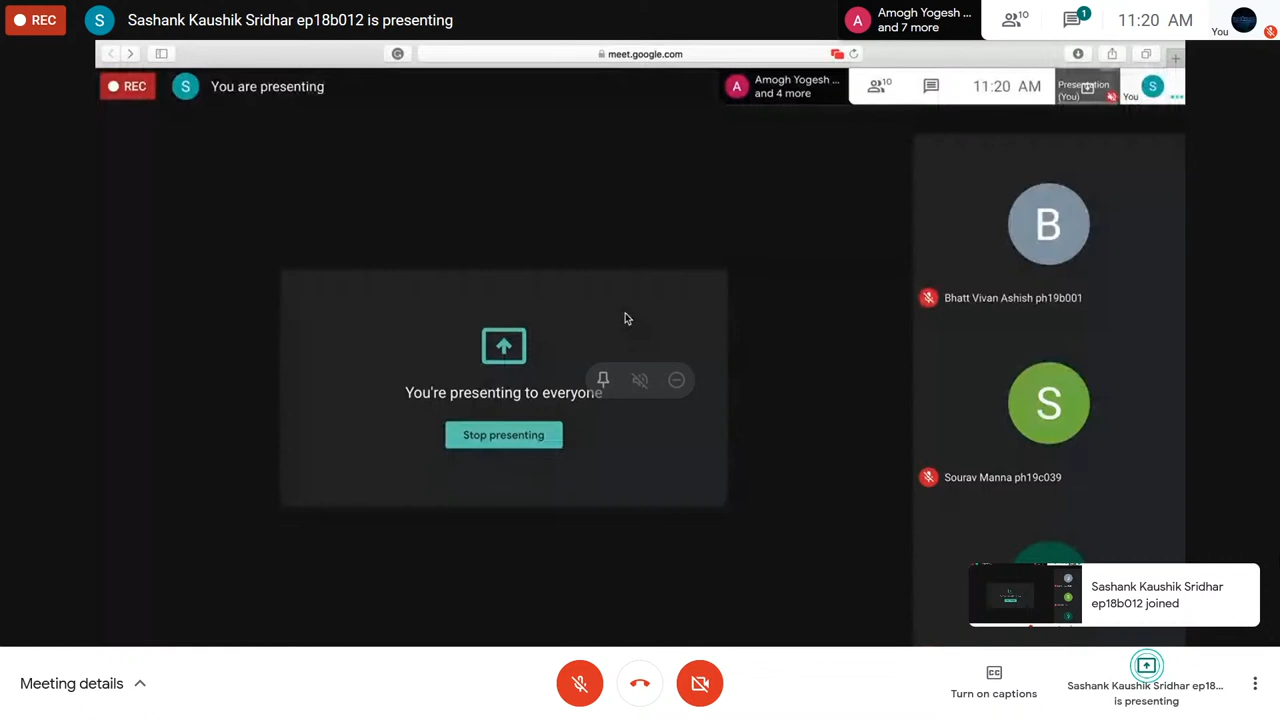 REC
S
Sashank Kaushik Sridhar ep18b012 is presenting
A
Amogh Yogesh ...
and 7 more
10
1
11:20 AM
You
meet.google.com
REC
S
You are presenting
A
Amogh Yogesh ...
and 4 more
10
11:20 AM
Presentation
(You)
You
S
B
Bhatt Vivan Ashish ph19b001
You're presenting to everyone
Stop presenting
S
Sourav Manna ph19c039
Sashank Kaushik Sridhar
ep18b012 joined
Meeting details
CC
Turn on captions
Sashank Kaushik Sridhar ep18...
is presenting